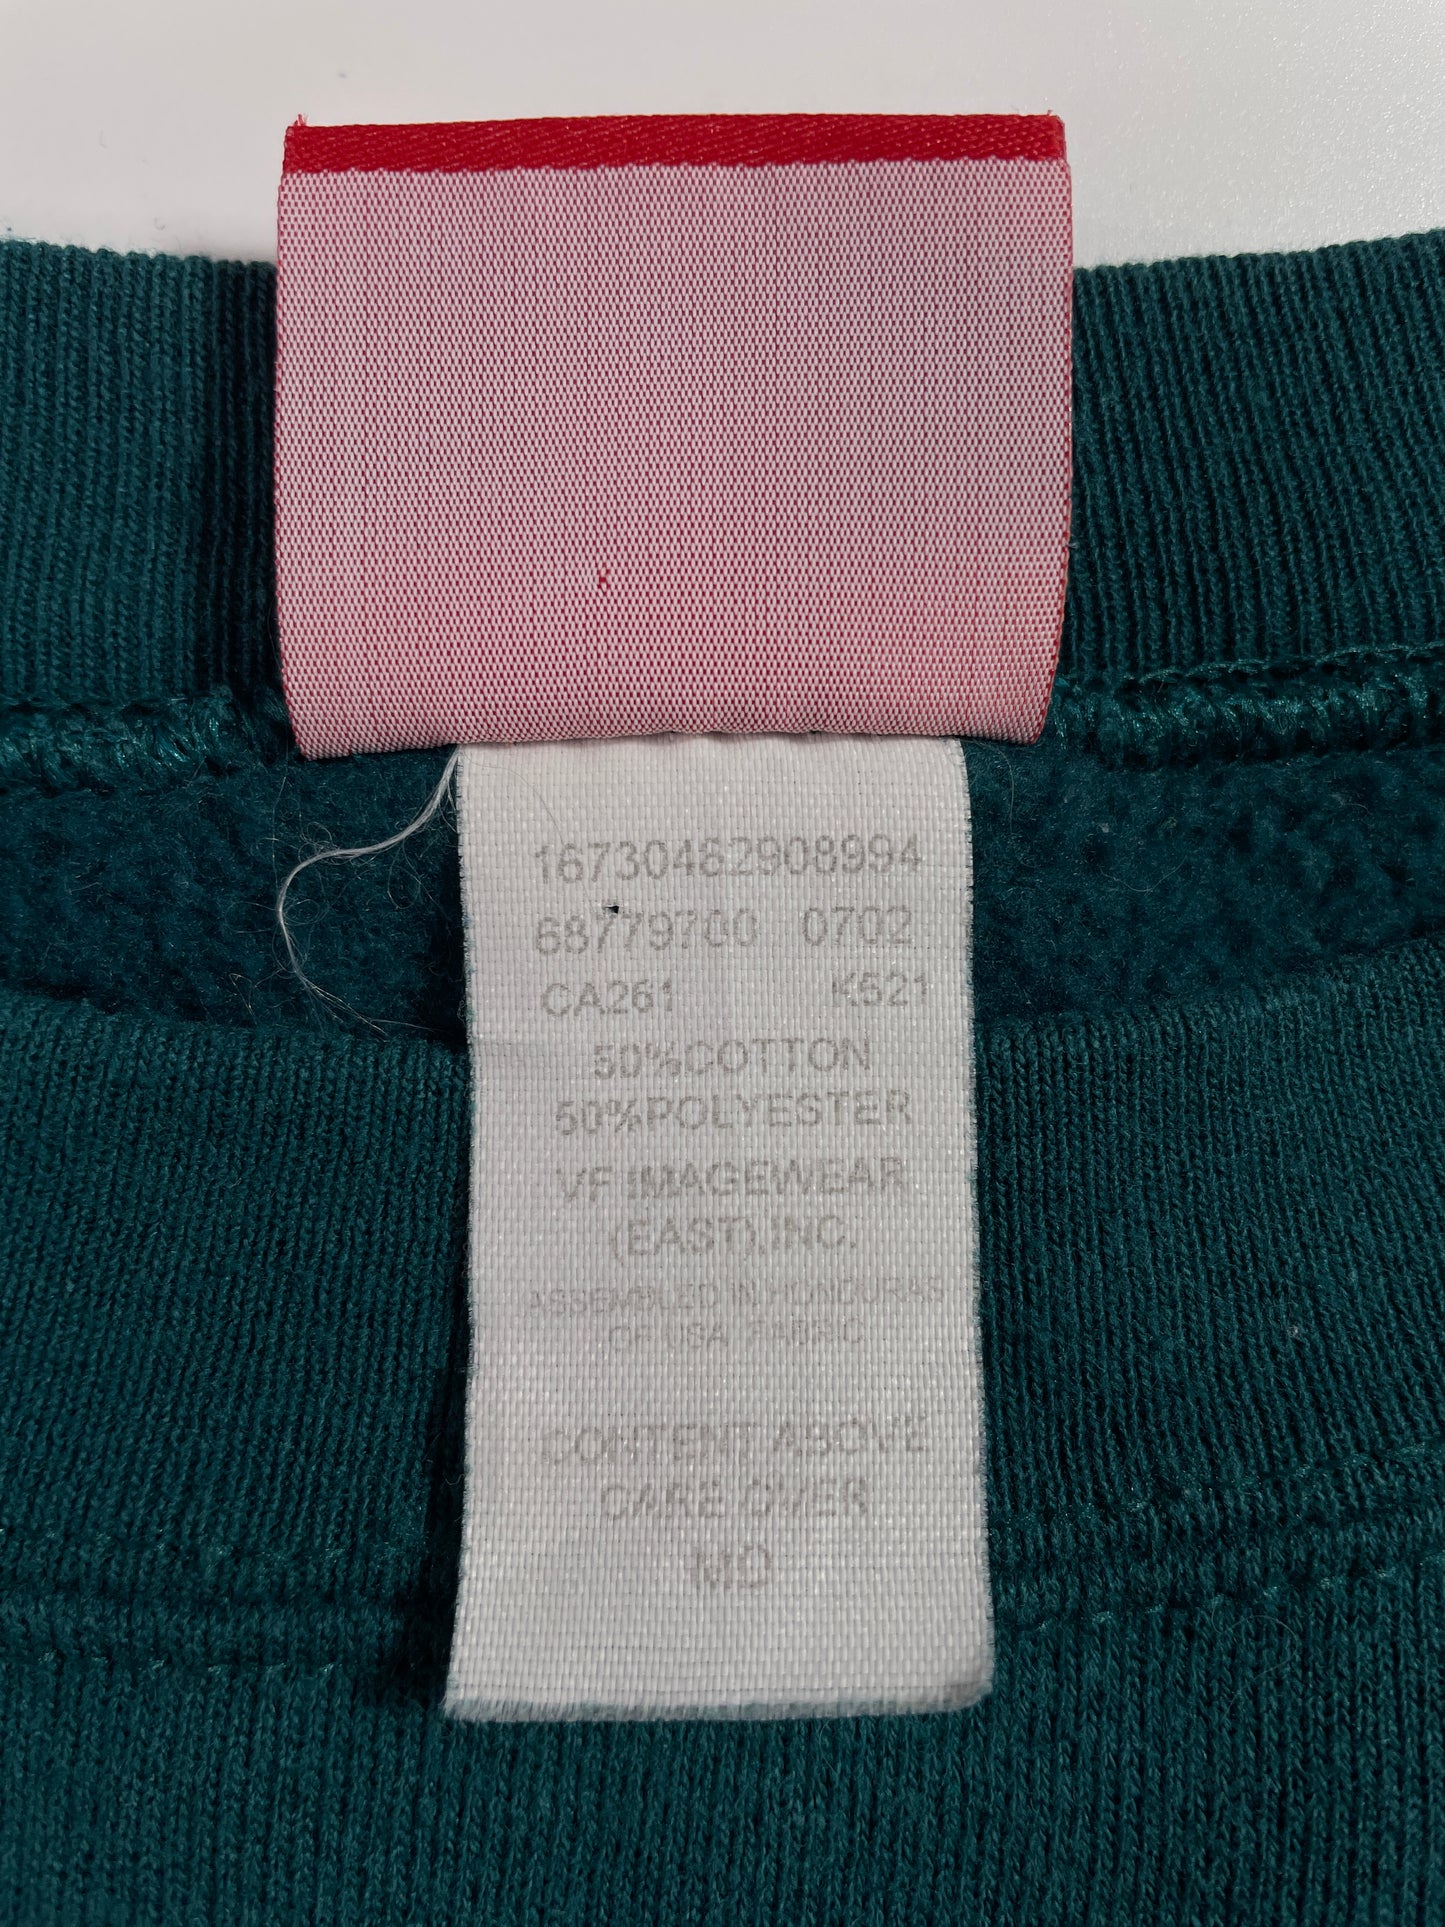 16730462908994
68779700 0702
CA261 K521
50%COTTON
50%POLYESTER
VF IMAGEWEAR
(EAST),INC.
ASSEMBLED IN HONDURAS
OF USA FABRIC
CONTENT ABOVE
CARE OVER
MD